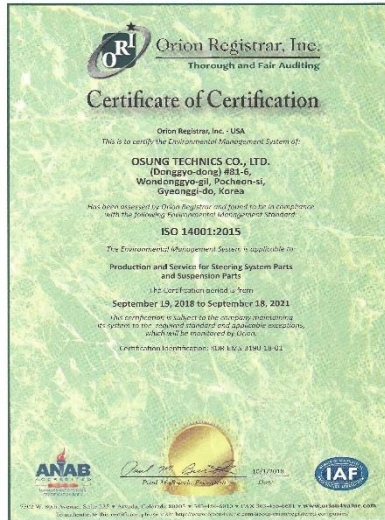 ORI
Orion Registrar, Inc.
Thorough and Fair Auditing
Certificate of Certification
Orion Registrar, Inc. - USA
This is to certify the Environmental Management System of:
OSUNG TECHNICS CO., LTD.
(Donggyo-dong) #81-6,
Wondonggyo-gil, Pocheon-si,
Gyeonggi-do, Korea
Has been assessed by Orion Registrar and found to be in compliance
with the following Environmental Management Standard
ISO 14001:2015
The Environmental Management System is applicable to:
Production and Service for Steering System Parts
and Suspension Parts
The Certification period is from
September 19, 2018 to September 18, 2021
This certification is subject to the company maintaining
its system to the required standard and applicable exceptions,
which will be monitored by Orion.
Certification Identification:
ANAB
ACCREDITED
IAF
Date